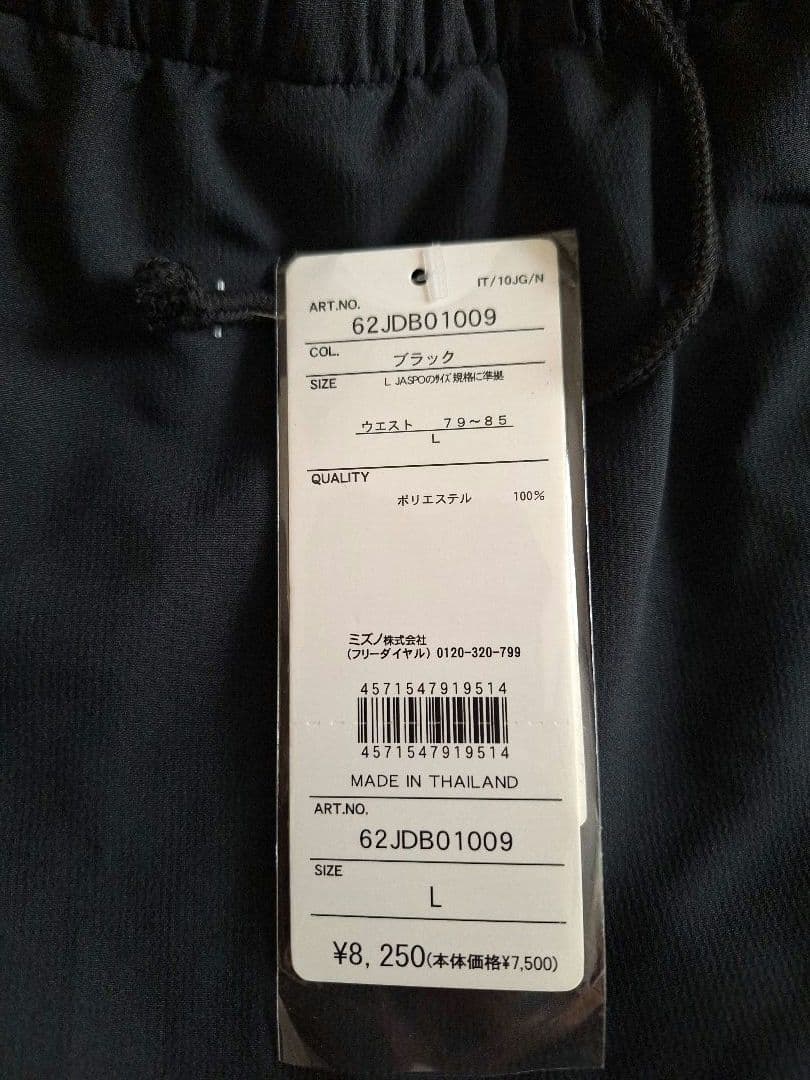 IT/10JG/N
ART.NO.
62JDB01009
COL.
ブラック
SIZE
L JASPOのサイズ規格に準拠
ウエスト 79~85
L
QUALITY
ポリエステル 100%
ミズノ株式会社
(フリーダイヤル) 0120-320-799
4571547919514
4571547919514
MADE IN THAILAND
ART.NO.
62JDB01009
SIZE
L
¥8,250(本体価格¥7,500)